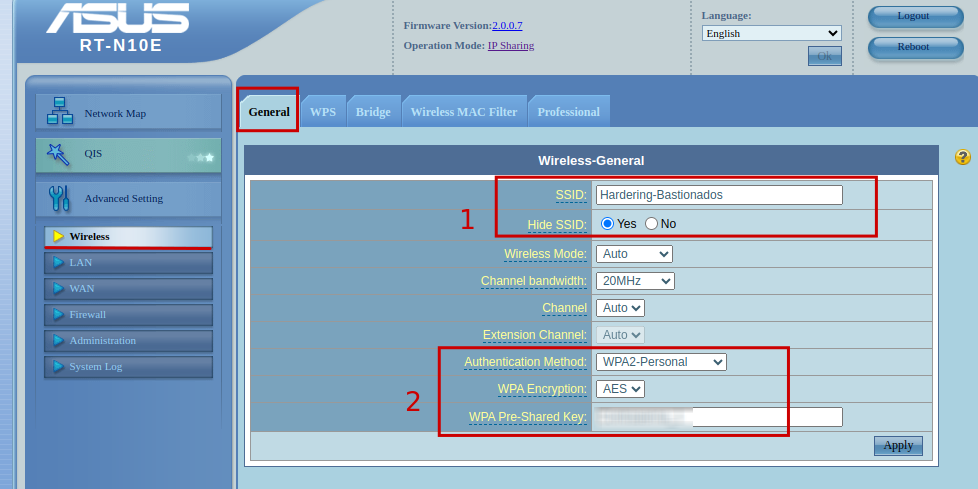 ASUS
RT-N10E
Firmware Version:2.0.0.7
Operation Mode: IP Sharing
Language:
English
Ok
Logout
Reboot
Network Map
QIS
Advanced Setting
Wireless
LAN
WAN
Firewall
Administration
System Log
General WPS Bridge Wireless MAC Filter Professional
?
Wireless-General
1
SSID: Hardering-Bastionados
Hide SSID: Yes No
Wireless Mode: Auto
Channel bandwidth: 20MHz
Channel Auto
Extension Channel: Auto
2
Authentication Method: WPA2-Personal
WPA Encryption: AES
WPA Pre-Shared Key:
Apply